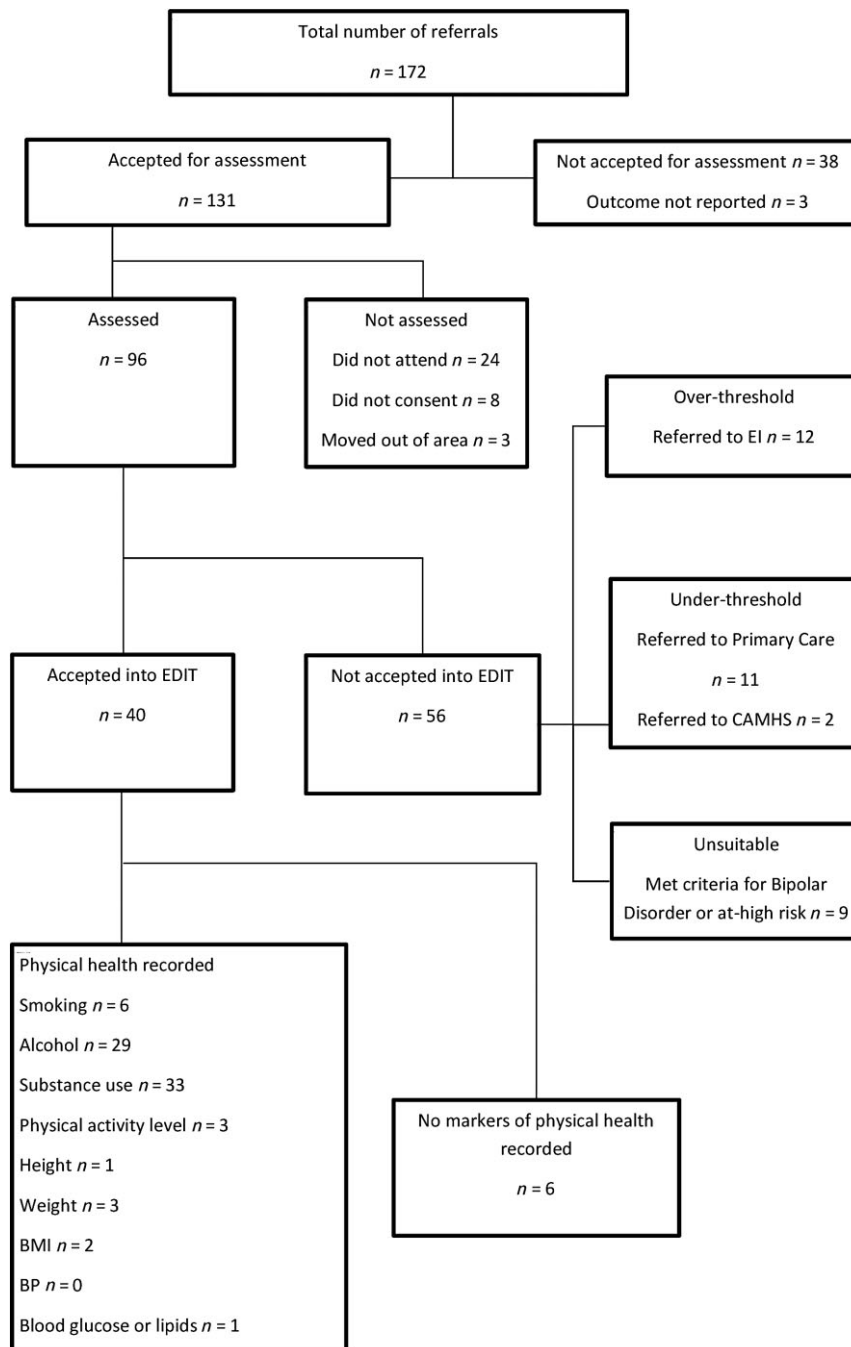 Total number of referrals
n = 172
Accepted for assessment
n = 131
Not accepted for assessment n = 38
Outcome not reported n = 3
Assessed
n = 96
Not assessed
Did not attend n = 24
Did not consent n = 8
Moved out of area n = 3
Over-threshold
Referred to EI n = 12
Under-threshold
Referred to Primary Care
n = 11
Referred to CAMHS n = 2
Accepted into EDIT
n = 40
Not accepted into EDIT
n = 56
Unsuitable
Met criteria for Bipolar
Disorder or at-high risk n = 9
Physical health recorded
Smoking n = 6
Alcohol n = 29
Substance use n = 33
Physical activity level n = 3
Height n = 1
Weight n = 3
BMI n = 2
BP n = 0
Blood glucose or lipids n = 1
No markers of physical health
recorded
n = 6